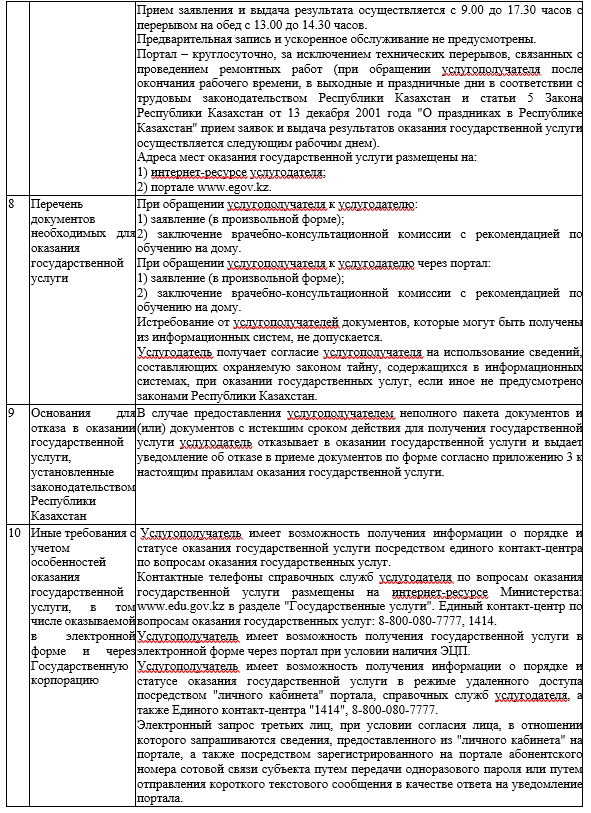 Прием заявления и выдача результата осуществляется с 9.00 до 17.30 часов с
перерывом на обед с 13.00 до 14.30 часов.
Предварительная запись и ускоренное обслуживание не предусмотрены.
Портал – круглосуточно, за исключением технических перерывов, связанных с
проведением ремонтных работ (при обращении услугополучателя после
окончания рабочего времени, в выходные и праздничные дни в соответствии с
трудовым законодательством Республики Казахстан и статьи 5 Закона
Республики Казахстан от 13 декабря 2001 года "О праздниках в Республике
Казахстан" прием заявок и выдача результатов оказания государственной услуги
осуществляется следующим рабочим днем).
Адреса мест оказания государственной услуги размещены на:
1) интернет-ресурсе услугодателя;
2) портале www.egov.kz.
8
Перечень
документов
необходимых для
оказания
государственной
услуги
При обращении услугополучателя к услугодателю:
1) заявление (в произвольной форме);
2) заключение врачебно-консультационной комиссии с рекомендацией по
обучению на дому.
При обращении услугополучателя к услугодателю через портал:
1) заявление (в произвольной форме);
2) заключение врачебно-консультационной комиссии с рекомендацией по
обучению на дому.
Истребование от услугополучателей документов, которые могут быть получены
из информационных систем, не допускается.
Услугодатель получает согласие услугополучателя на использование сведений,
составляющих охраняемую законом тайну, содержащихся в информационных
системах, при оказании государственных услуг, если иное не предусмотрено
законами Республики Казахстан.
9
Основания для
отказа в оказании
государственной
услуги,
установленные
законодательством
Республики
Казахстан
В случае предоставления услугополучателем неполного пакета документов и
(или) документов с истекшим сроком действия для получения государственной
услуги услугодатель отказывает в оказании государственной услуги и выдает
уведомление об отказе в приеме документов по форме согласно приложению 3 к
настоящим правилам оказания государственной услуги.
10
Иные требования с
учетом
особенностей
оказания
государственной
услуги, в том
числе оказываемой
в электронной
форме и через
Государственную
корпорацию
Услугополучатель имеет возможность получения информации о порядке и
статусе оказания государственной услуги посредством единого контакт-центра
по вопросам оказания государственных услуг.
Контактные телефоны справочных служб услугодателя по вопросам оказания
государственной услуги размещены на интернет-ресурсе Министерства:
www.edu.gov.kz в разделе "Государственные услуги". Единый контакт-центр по
вопросам оказания государственных услуг: 8-800-080-7777, 1414.
Услугополучатель имеет возможность получения государственной услуги в
электронной форме через портал при условии наличия ЭЦП.
Услугополучатель имеет возможность получения информации о порядке и
статусе оказания государственной услуги в режиме удаленного доступа
посредством "личного кабинета" портала, справочных служб услугодателя, а
также Единого контакт-центра "1414", 8-800-080-7777.
Электронный запрос третьих лиц, при условии согласия лица, в отношении
которого запрашиваются сведения, предоставленного из "личного кабинета" на
портале, а также посредством зарегистрированного на портале абонентского
номера сотовой связи субъекта путем передачи одноразового пароля или путем
отправления короткого текстового сообщения в качестве ответа на уведомление
портала.